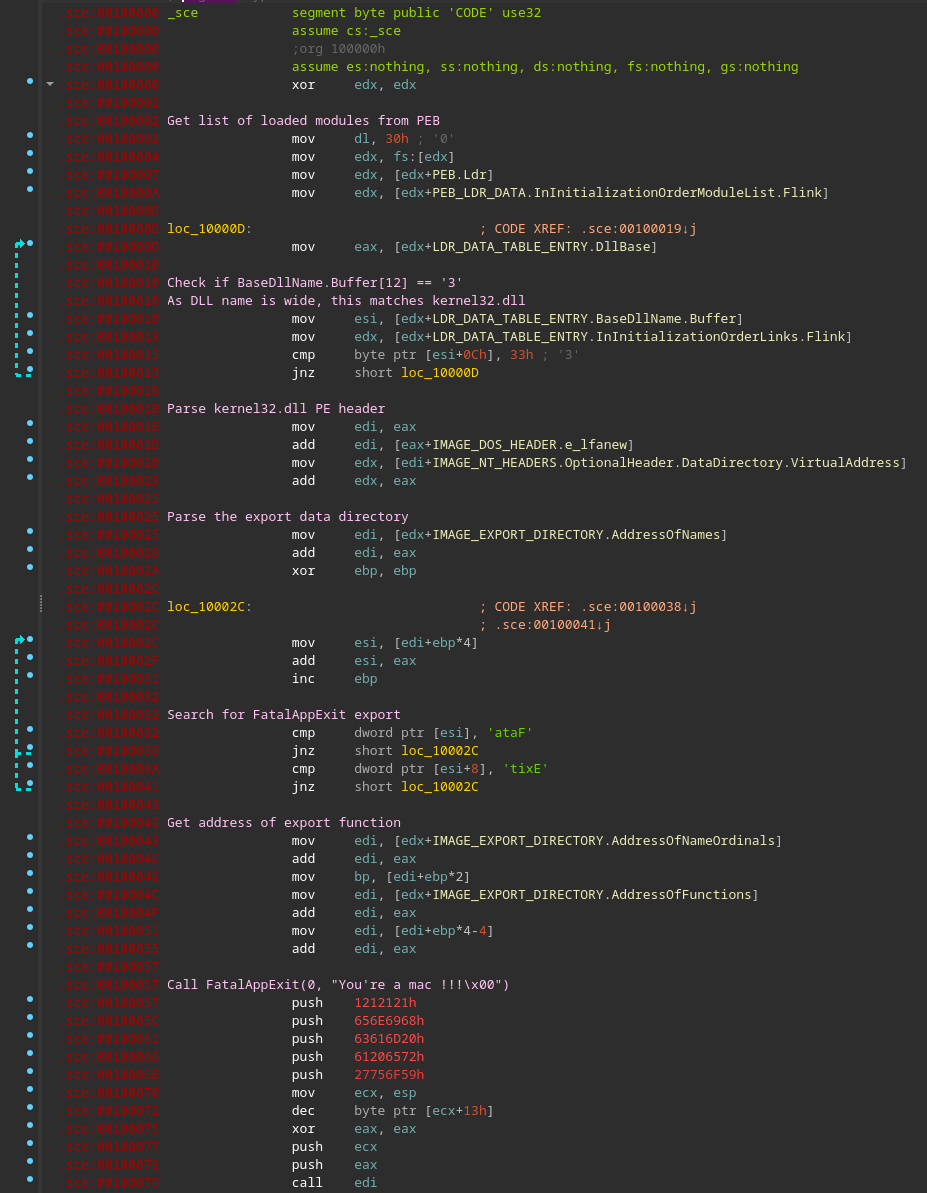 sce:00100000 _sce segment byte public 'CODE' use32
sce:00100000 assume cs:_sce
sce:00100000 ;org 100000h
sce:00100000 assume es:nothing, ss:nothing, ds:nothing, fs:nothing, gs:nothing
sce:00100000 xor edx, edx
sce:00100002
sce:00100002 Get list of loaded modules from PEB
sce:00100002 mov dl, 30h ; '0'
sce:00100004 mov edx, fs:[edx]
sce:00100007 mov edx, [edx+PEB.Ldr]
sce:0010000A mov edx, [edx+PEB_LDR_DATA.InInitializationOrderModuleList.Flink]
sce:0010000D
sce:0010000D loc_10000D: ; CODE XREF: .sce:00100019↓j
sce:0010000D mov eax, [edx+LDR_DATA_TABLE_ENTRY.DllBase]
sce:00100010
sce:00100010 Check if BaseDllName.Buffer[12] == '3'
sce:00100010 As DLL name is wide, this matches kernel32.dll
sce:00100010 mov esi, [edx+LDR_DATA_TABLE_ENTRY.BaseDllName.Buffer]
sce:00100013 mov edx, [edx+LDR_DATA_TABLE_ENTRY.InInitializationOrderLinks.Flink]
sce:00100015 cmp byte ptr [esi+0Ch], 33h ; '3'
sce:00100019 jnz short loc_10000D
sce:0010001B
sce:0010001B Parse kernel32.dll PE header
sce:0010001B mov edi, eax
sce:0010001D add edi, [eax+IMAGE_DOS_HEADER.e_lfanew]
sce:00100020 mov edx, [edi+IMAGE_NT_HEADERS.OptionalHeader.DataDirectory.VirtualAddress]
sce:00100023 add edx, eax
sce:00100025
sce:00100025 Parse the export data directory
sce:00100025 mov edi, [edx+IMAGE_EXPORT_DIRECTORY.AddressOfNames]
sce:00100028 add edi, eax
sce:0010002A xor ebp, ebp
sce:0010002C
sce:0010002C loc_10002C: ; CODE XREF: .sce:00100038↓j
sce:0010002C ; .sce:00100041↓j
sce:0010002C mov esi, [edi+ebp*4]
sce:0010002F add esi, eax
sce:00100031 inc ebp
sce:00100032
sce:00100032 Search for FatalAppExit export
sce:00100032 cmp dword ptr [esi], 'ataF'
sce:00100038 jnz short loc_10002C
sce:0010003A cmp dword ptr [esi+8], 'tixE'
sce:00100041 jnz short loc_10002C
sce:00100043
sce:00100043 Get address of export function
sce:00100043 mov edi, [edx+IMAGE_EXPORT_DIRECTORY.AddressOfNameOrdinals]
sce:00100046 add edi, eax
sce:00100048 mov bp, [edi+ebp*2]
sce:0010004C mov edi, [edx+IMAGE_EXPORT_DIRECTORY.AddressOfFunctions]
sce:0010004F add edi, eax
sce:00100051 mov edi, [edi+ebp*4-4]
sce:00100055 add edi, eax
sce:00100057
sce:00100057 Call FatalAppExit(0, "You're a mac !!!\x00")
sce:00100057 push 1212121h
sce:0010005C push 656E6968h
sce:00100061 push 63616D20h
sce:00100066 push 61206572h
sce:0010006B push 27756F59h
sce:00100070 mov ecx, esp
sce:00100072 dec byte ptr [ecx+13h]
sce:00100075 xor eax, eax
sce:00100077 push ecx
sce:00100078 push eax
sce:00100079 call edi